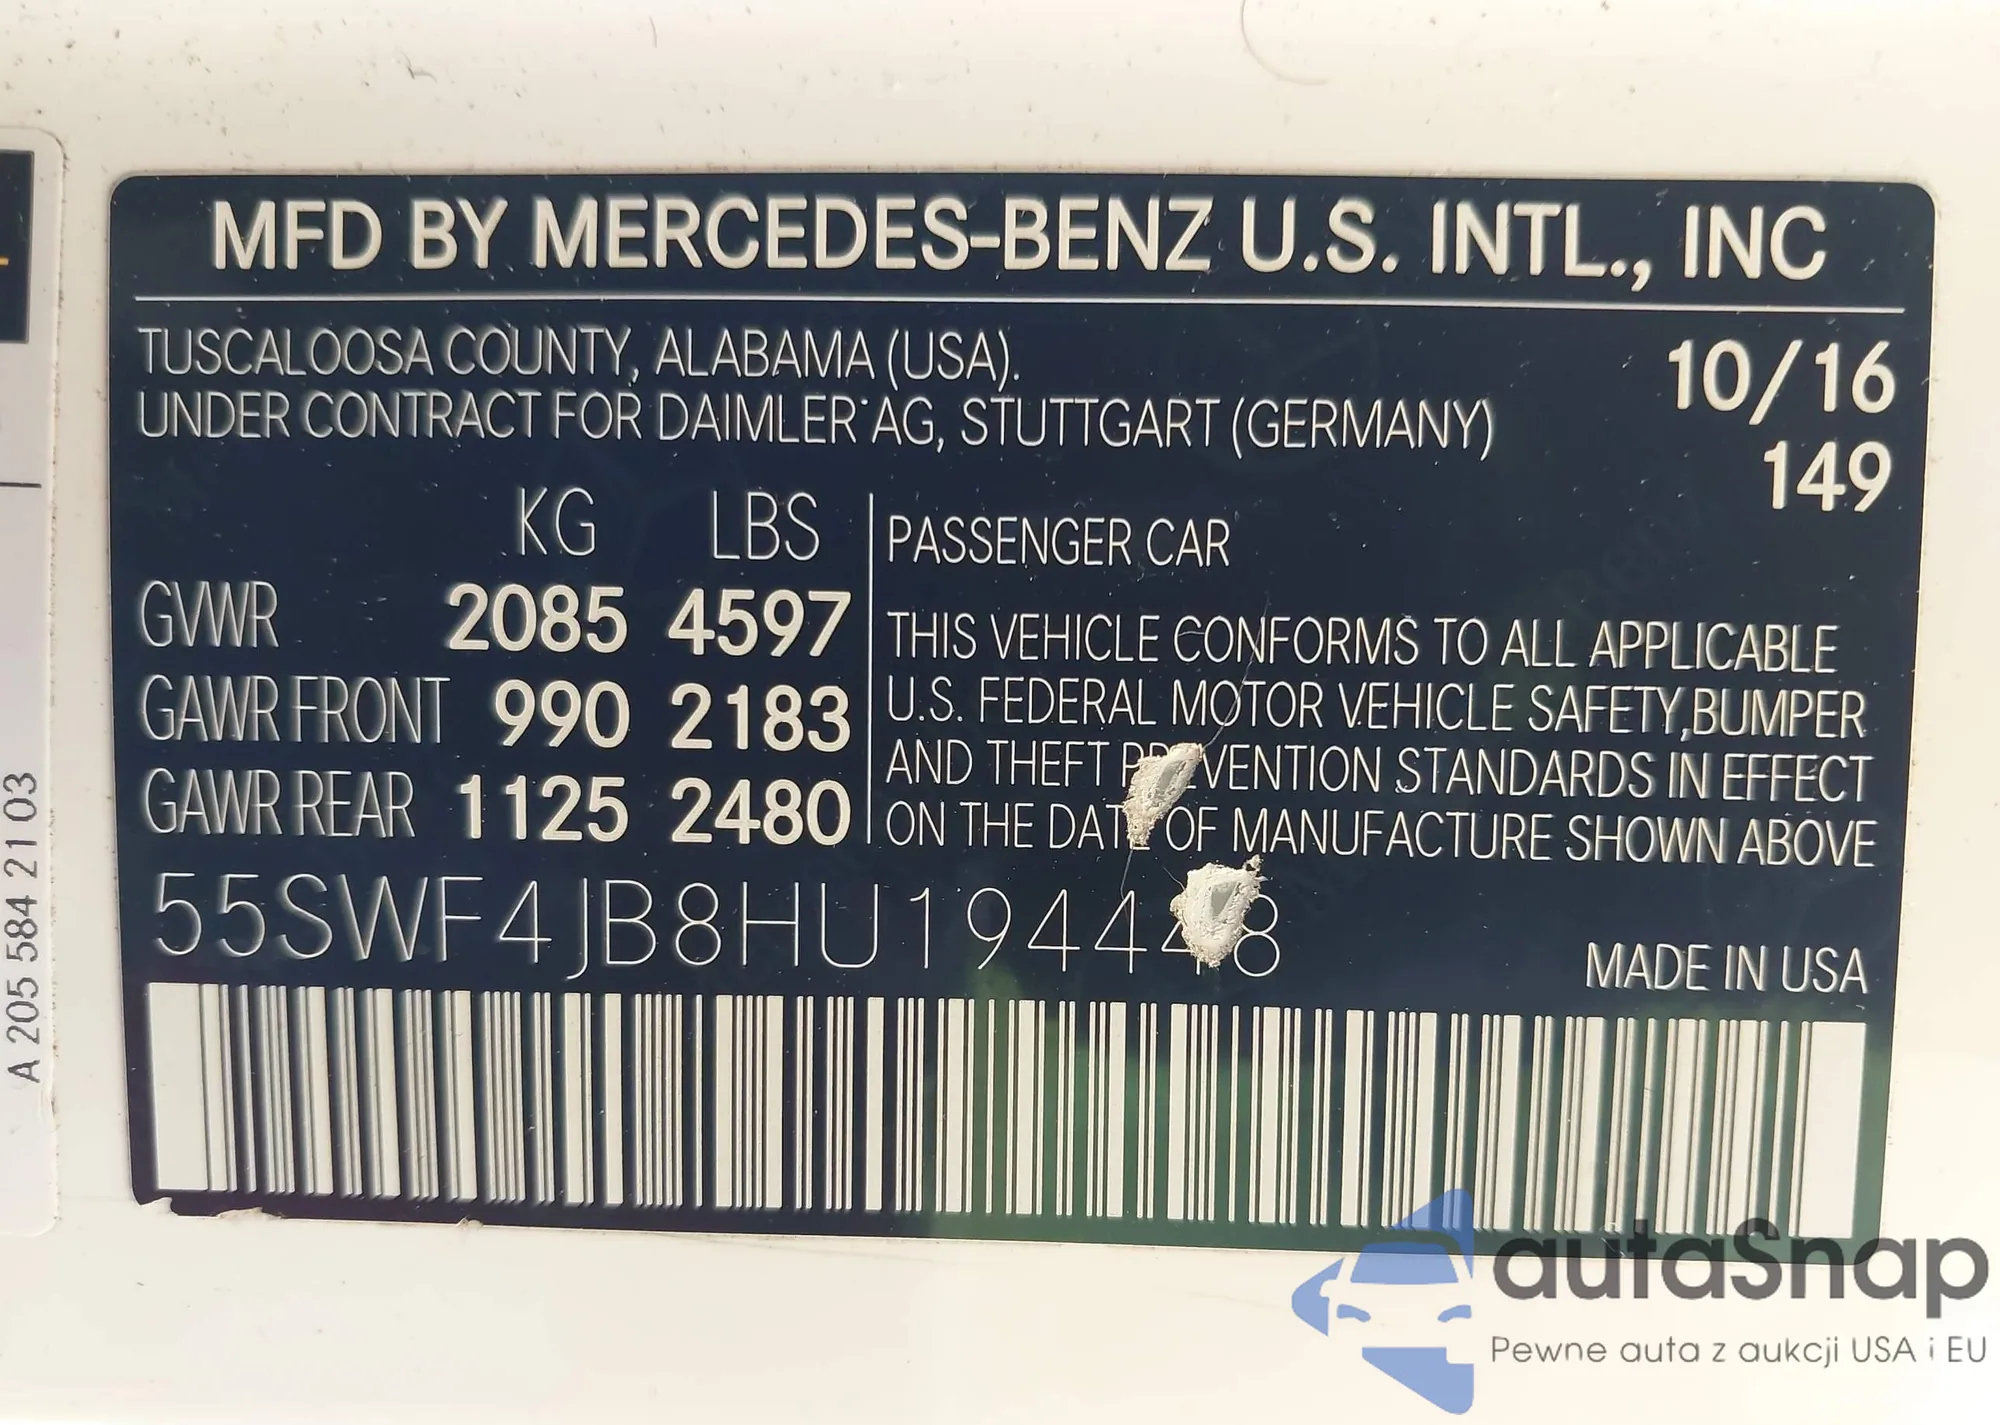 MFD BY MERCEDES-BENZ U.S. INTL., INC
TUSCALOOSA COUNTY, ALABAMA (USA).
UNDER CONTRACT FOR DAIMLER AG, STUTTGART (GERMANY)
10/16
149
KG LBS
GVWR 2085 4597
GAWR FRONT 990 2183
GAWR REAR 1125 2480
PASSENGER CAR
THIS VEHICLE CONFORMS TO ALL APPLICABLE
U.S. FEDERAL MOTOR VEHICLE SAFETY,BUMPER
AND THEFT PREVENTION STANDARDS IN EFFECT
ON THE DATE OF MANUFACTURE SHOWN ABOVE
55SWF4JB8HU194448
MADE IN USA
A 205 584 21 03
autaSnap
Pewne auta z aukcji USA i EU